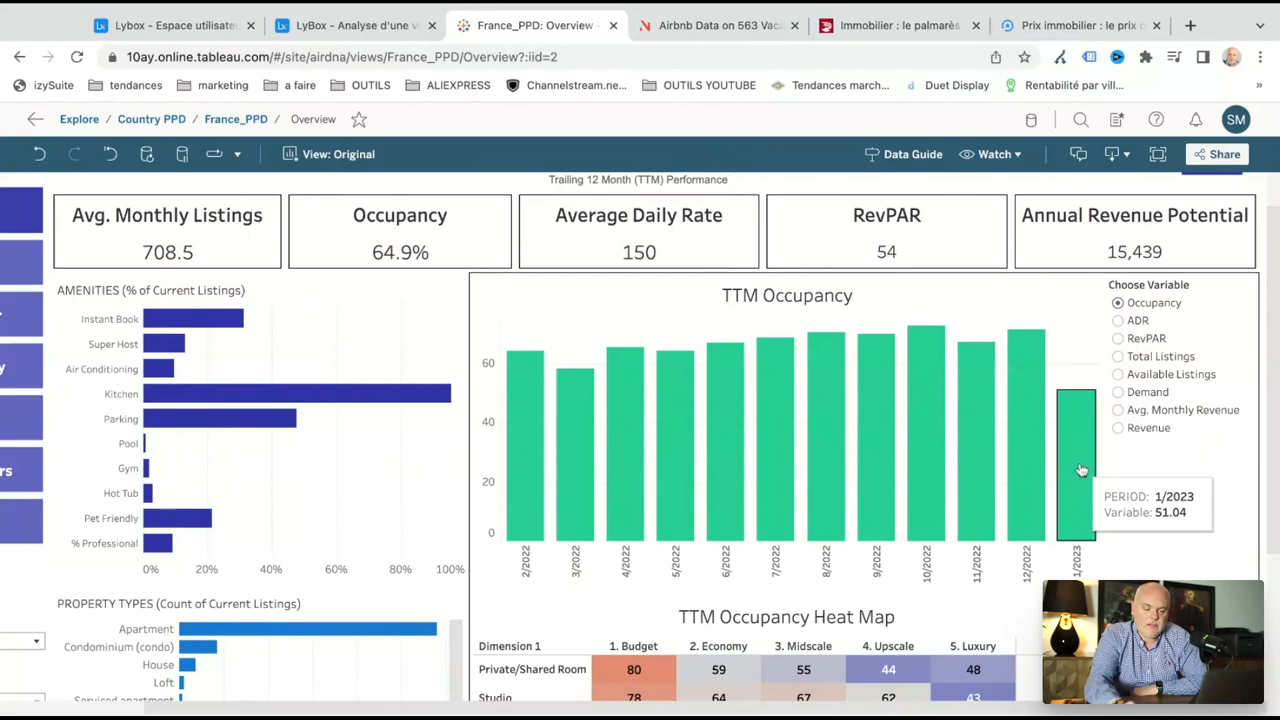 Lybox - Espace utilisate
LyBox - Analyse d'une v
France_PPD: Overview
Airbnb Data on 563 Vac
Immobilier : le palmarès
Prix immobilier : le prix d
10ay.online.tableau.com/#/site/airdna/views/France_PPD/Overview?:iid=2
izySuite
tendances
marketing
a faire
OUTILS
ALIEXPRESS
Channelstream.ne...
OUTILS YOUTUBE
Tendances march...
Duet Display
Rentabilité par vill...
»
Explore
Country PPD
France_PPD
Overview
SM
View: Original
Data Guide
Watch
Share
Trailing 12 Month (TTM) Performance
Avg. Monthly Listings
708.5
Occupancy
64.9%
Average Daily Rate
150
RevPAR
54
Annual Revenue Potential
15,439
AMENITIES (% of Current Listings)
Instant Book
Super Host
Air Conditioning
Kitchen
Parking
Pool
Gym
Hot Tub
Pet Friendly
% Professional
0% 20% 40% 60% 80% 100%
y
rs
TTM Occupancy
60
40
20
0
2/2022
3/2022
4/2022
5/2022
6/2022
7/2022
8/2022
9/2022
10/2022
11/2022
12/2022
1/2023
Choose Variable
Occupancy
ADR
RevPAR
Total Listings
Available Listings
Demand
Avg. Monthly Revenue
Revenue
PERIOD: 1/2023
Variable: 51.04
PROPERTY TYPES (Count of Current Listings)
Apartment
Condominium (condo)
House
Loft
Serviced apartment
TTM Occupancy Heat Map
Dimension 1 1. Budget 2. Economy 3. Midscale 4. Upscale 5. Luxury
Private/Shared Room 80 59 55 44 48
Studio 78 64 67 62 43